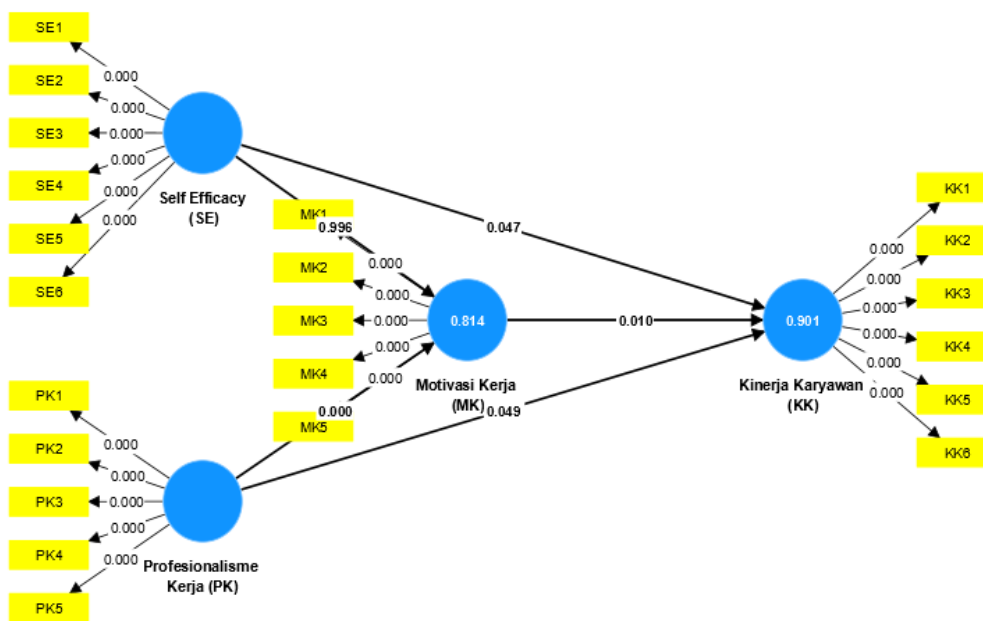 SE1
0.000
SE2
0.000
SE3
0.000
SE4
0.000
SE5
0.000
SE6
0.000
Self Efficacy
(SE)
MK1
0.996
0.000
MK2
0.000
MK3
0.000
MK4
0.000
MK5
0.000
0.000
0.814
Motivasi Kerja
(MK)
0.047
0.010
0.049
PK1
0.000
PK2
0.000
PK3
0.000
PK4
0.000
PK5
0.000
Profesionalisme
Kerja (PK)
0.901
Kinerja Karyawan
(KK)
KK1
0.000
KK2
0.000
KK3
0.000
KK4
0.000
KK5
0.000
KK6
0.000